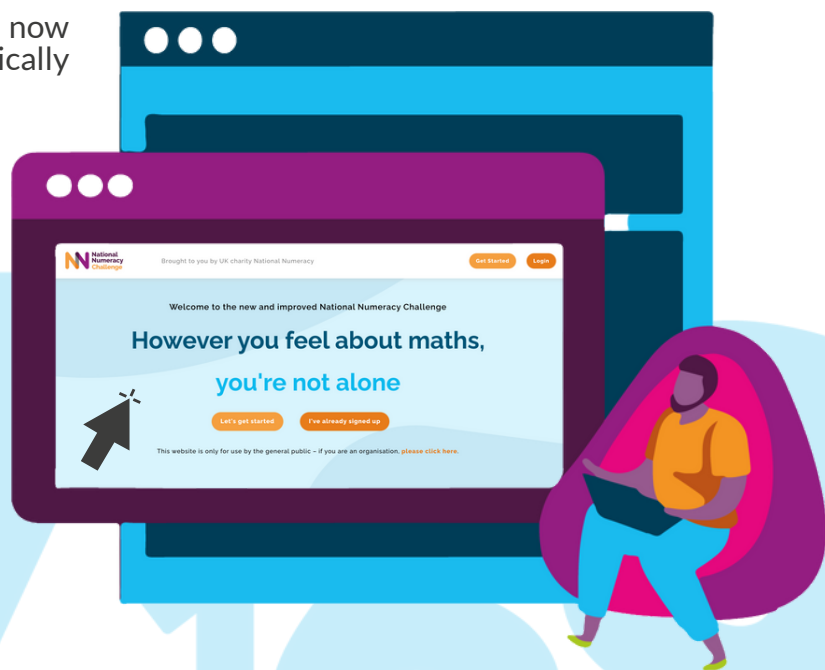 now
ically
National
Numeracy
Challenge
Brought to you by UK charity National Numeracy
Get Started
Login
Welcome to the new and improved National Numeracy Challenge
However you feel about maths,
you're not alone
Let's get started
I've already signed up
This website is only for use by the general public – if you are an organisation, please click here.